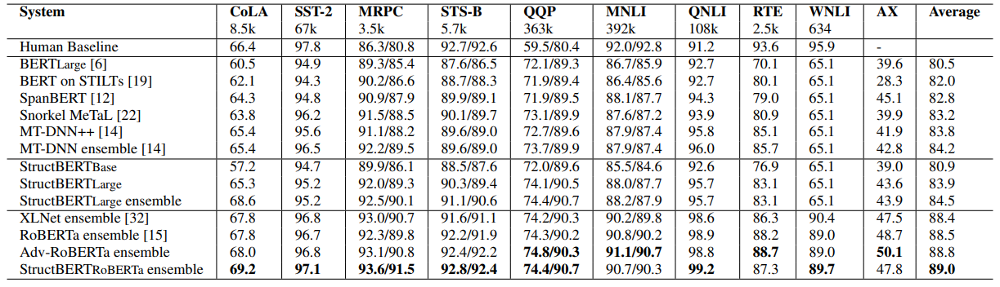 System CoLA SST-2 MRPC STS-B QQP MNLI QNLI RTE WNLI AX Average
8.5k 67k 3.5k 5.7k 363k 392k 108k 2.5k 634
Human Baseline 66.4 97.8 86.3/80.8 92.7/92.6 59.5/80.4 92.0/92.8 91.2 93.6 95.9 -
BERTLarge [6] 60.5 94.9 89.3/85.4 87.6/86.5 72.1/89.3 86.7/85.9 92.7 70.1 65.1 39.6 80.5
BERT on STILTs [19] 62.1 94.3 90.2/86.6 88.7/88.3 71.9/89.4 86.4/85.6 92.7 80.1 65.1 28.3 82.0
SpanBERT [12] 64.3 94.8 90.9/87.9 89.9/89.1 71.9/89.5 88.1/87.7 94.3 79.0 65.1 45.1 82.8
Snorkel MeTaL [22] 63.8 96.2 91.5/88.5 90.1/89.7 73.1/89.9 87.6/87.2 93.9 80.9 65.1 39.9 83.2
MT-DNN++ [14] 65.4 95.6 91.1/88.2 89.6/89.0 72.7/89.6 87.9/87.4 95.8 85.1 65.1 41.9 83.8
MT-DNN ensemble [14] 65.4 96.5 92.2/89.5 89.6/89.0 73.7/89.9 87.9/87.4 96.0 85.7 65.1 42.8 84.2
StructBERTBase 57.2 94.7 89.9/86.1 88.5/87.6 72.0/89.6 85.5/84.6 92.6 76.9 65.1 39.0 80.9
StructBERTLarge 65.3 95.2 92.0/89.3 90.3/89.4 74.1/90.5 88.0/87.7 95.7 83.1 65.1 43.6 83.9
StructBERTLarge ensemble 68.6 95.2 92.5/90.1 91.1/90.6 74.4/90.7 88.2/87.9 95.7 83.1 65.1 43.9 84.5
XLNet ensemble [32] 67.8 96.8 93.0/90.7 91.6/91.1 74.2/90.3 90.2/89.8 98.6 86.3 90.4 47.5 88.4
RoBERTa ensemble [15] 67.8 96.7 92.3/89.8 92.2/91.9 74.3/90.2 90.8/90.2 98.9 88.2 89.0 48.7 88.5
Adv-RoBERTa ensemble 68.0 96.8 93.1/90.8 92.4/92.2 74.8/90.3 91.1/90.7 98.8 88.7 89.0 50.1 88.8
StructBERTRoBERTa ensemble 69.2 97.1 93.6/91.5 92.8/92.4 74.4/90.7 90.7/90.3 99.2 87.3 89.7 47.8 89.0